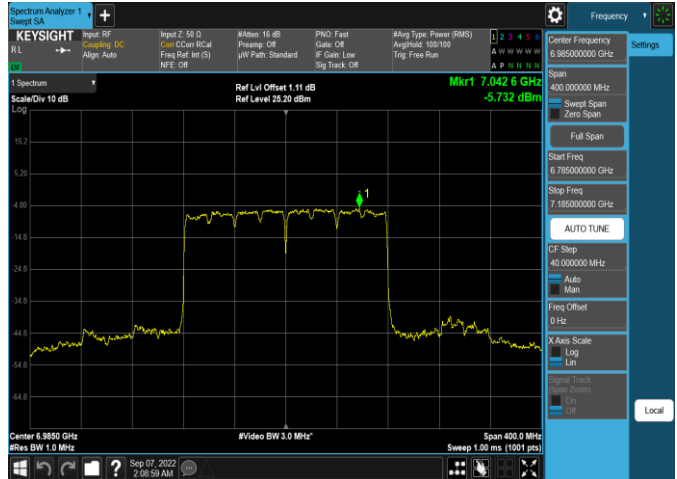 Spectrum Analyzer 1
Swept SA
KEYSIGHT
RL
Input: RF
Coupling: DC
Align: Auto
Input Z: 50 Ω
Corr CCorr RCal
Freq Ref: Int (S)
NFE: Off
#Atten: 16 dB
Preamp: Off
µW Path: Standard
PNO: Fast
Gate: Off
IF Gain: Low
Sig Track: Off
#Avg Type: Power (RMS)
Avg|Hold: 100/100
Trig: Free Run
1 2 3 4 5 6
A W W W W W
A P N N N N
1 Spectrum
Scale/Div 10 dB
Log
Ref Lvl Offset 1.11 dB
Ref Level 25.20 dBm
Mkr1 7.042 6 GHz
-5.732 dBm
15.2
5.20
-4.80
-14.8
-24.8
-34.8
-44.8
-54.8
-64.8
1
Center 6.9850 GHz
#Res BW 1.0 MHz
#Video BW 3.0 MHz*
Span 400.0 MHz
Sweep 1.00 ms (1001 pts)
Sep 07, 2022
2:08:59 AM
Frequency
Settings
Center Frequency
6.985000000 GHz
Span
400.000000 MHz
Swept Span
Zero Span
Full Span
Start Freq
6.785000000 GHz
Stop Freq
7.185000000 GHz
AUTO TUNE
CF Step
40.000000 MHz
Auto
Man
Freq Offset
0 Hz
X Axis Scale
Log
Lin
Signal Track
(Span Zoom)
On
Off
Local